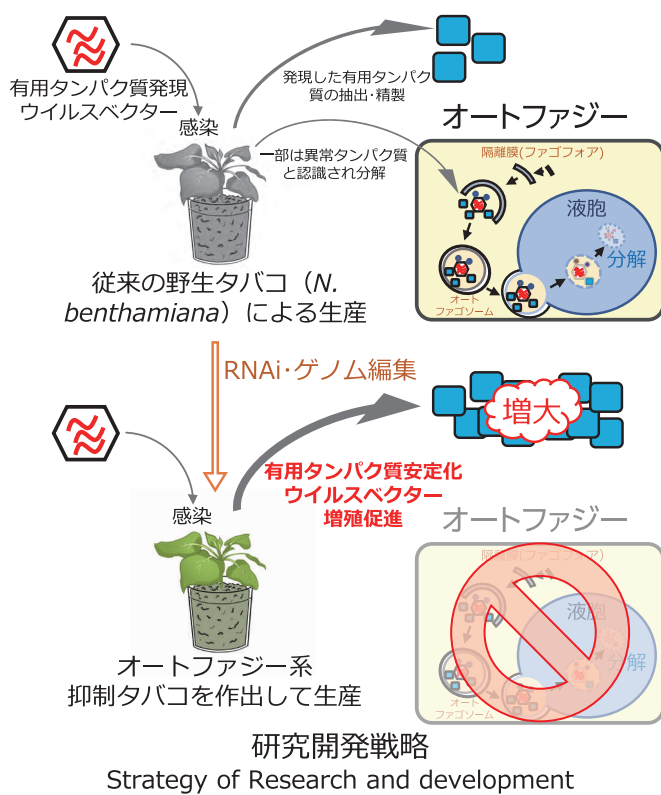 有用タンパク質発現
ウイルスベクター
感染
発現した有用タンパク
質の抽出・精製
一部は異常タンパク質
と認識され分解
オートファジー
隔離膜(ファゴフォア)
液胞
分解
オート
ファゴソーム
従来の野生タバコ（N.
benthamiana）による生産
RNAi・ゲノム編集
増大
有用タンパク質安定化
ウイルスベクター
増殖促進
感染
オートファジー
隔離膜(ファゴフォア)
液胞
分解
オート
ファゴソーム
オートファジー系
抑制タバコを作出して生産
研究開発戦略
Strategy of Research and development